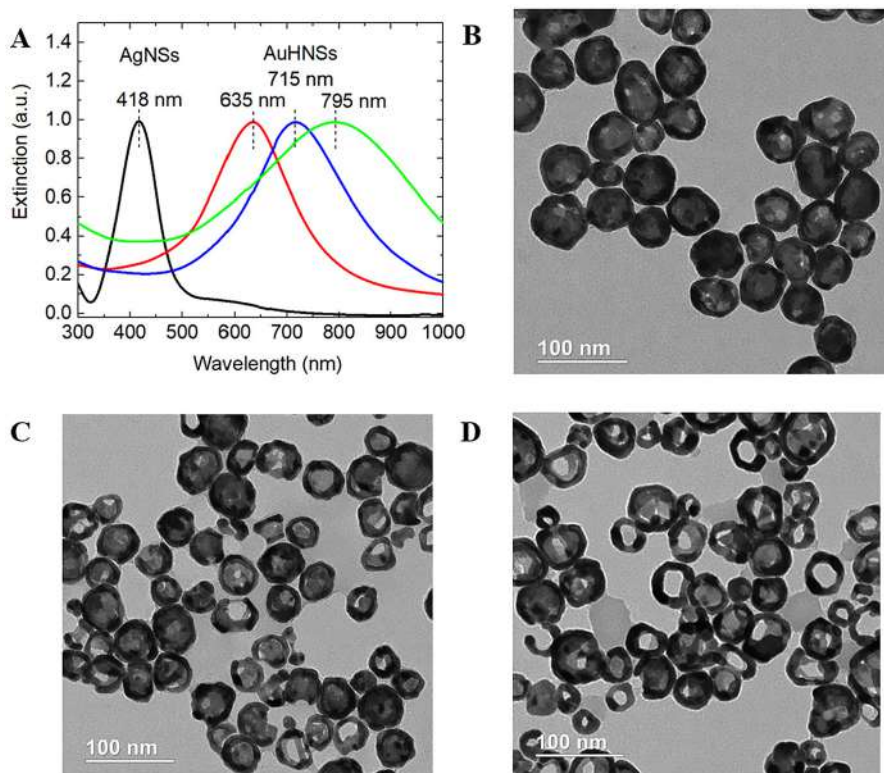 A
B
AgNSs
AuHNSs
715 nm
418 nm
635 nm
795 nm
Extinction (a.u.)
1.4
1.2
1.0
0.8
0.6
0.4
0.2
0.0
300 400 500 600 700 800 900 1000
Wavelength (nm)
100 nm
C
D
100 nm
100 nm